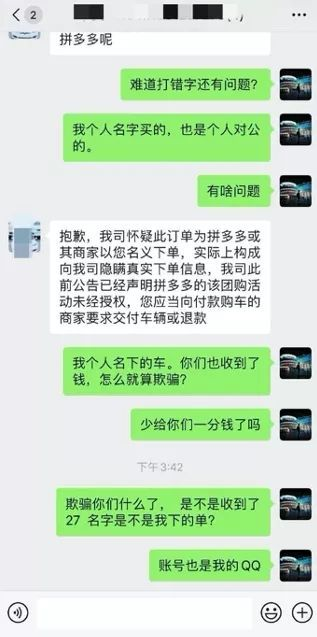 2
拼多多呢
难道打错字还有问题?
我个人名字买的，也是个人对公
的。
有啥问题
抱歉，我司怀疑此订单为拼多多或
其商家以您名义下单，实际上构成
向我司隐瞒真实下单信息，我司此
前公告已经声明拼多多的该团购活
动未经授权，您应当向付款购车的
商家要求交付车辆或退款
我个人名下的车。你们也收到了
钱，怎么就算欺骗?
少给你们一分钱了吗
下午3:42
欺骗你们什么了， 是不是收到了
27 名字是不是我下的单?
账号也是我的QQ